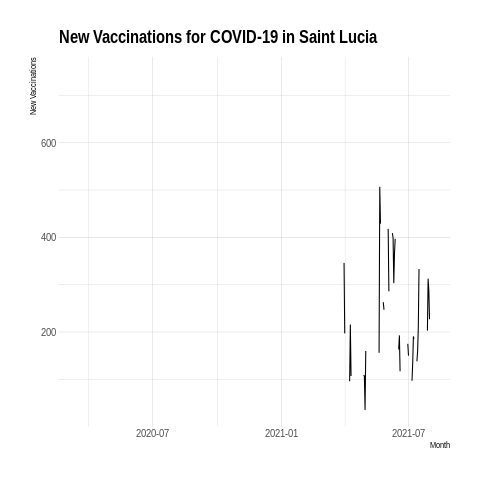 New Vaccinations for COVID-19 in Saint Lucia
New Vaccinations
600
400
200
2020-07
2021-01
2021-07
Month